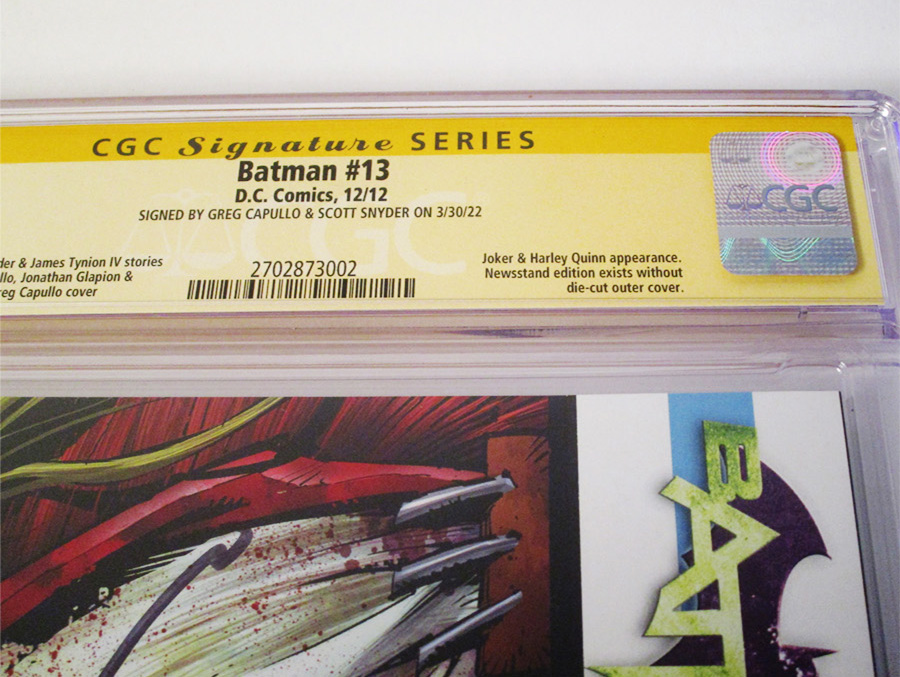 CGC Signature SERIES
Batman #13
D.C. Comics, 12/12
SIGNED BY GREG CAPULLO & SCOTT SNYDER ON 3/30/22
der & James Tynion IV stories
llo, Jonathan Glapion &
reg Capullo cover
2702873002
Joker & Harley Quinn appearance.
Newsstand edition exists without
die-cut outer cover.
CGC
CGC
BAT